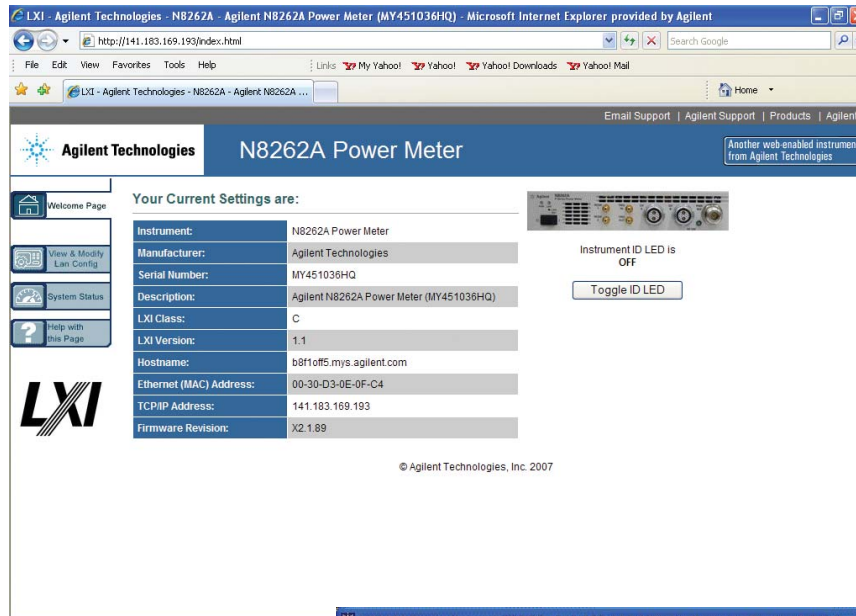 LXI - Agilent Technologies - N8262A - Agilent N8262A Power Meter (MY451036HQ) - Microsoft Internet Explorer provided by Agilent
http://141.183.169.193/index.html
Search Google
File Edit View Favorites Tools Help
Links My Yahoo! Yahoo! Yahoo! Downloads Yahoo! Mail
LXI - Agilent Technologies - N8262A - Agilent N8262A ...
Home
Email Support | Agilent Support | Products | Agilent
Agilent Technologies
N8262A Power Meter
Another web-enabled instrument
from Agilent Technologies
Welcome Page
View & Modify
Lan Config
System Status
Help with
this Page
LXI
Your Current Settings are:
Instrument: N8262A Power Meter
Manufacturer: Agilent Technologies
Serial Number: MY451036HQ
Description: Agilent N8262A Power Meter (MY451036HQ)
LXI Class: C
LXI Version: 1.1
Hostname: b8f1off5.mys.agilent.com
Ethernet (MAC) Address: 00-30-D3-0E-0F-C4
TCP/IP Address: 141.183.169.193
Firmware Revision: X2.1.89
Instrument ID LED is
OFF
Toggle ID LED
© Agilent Technologies, Inc. 2007